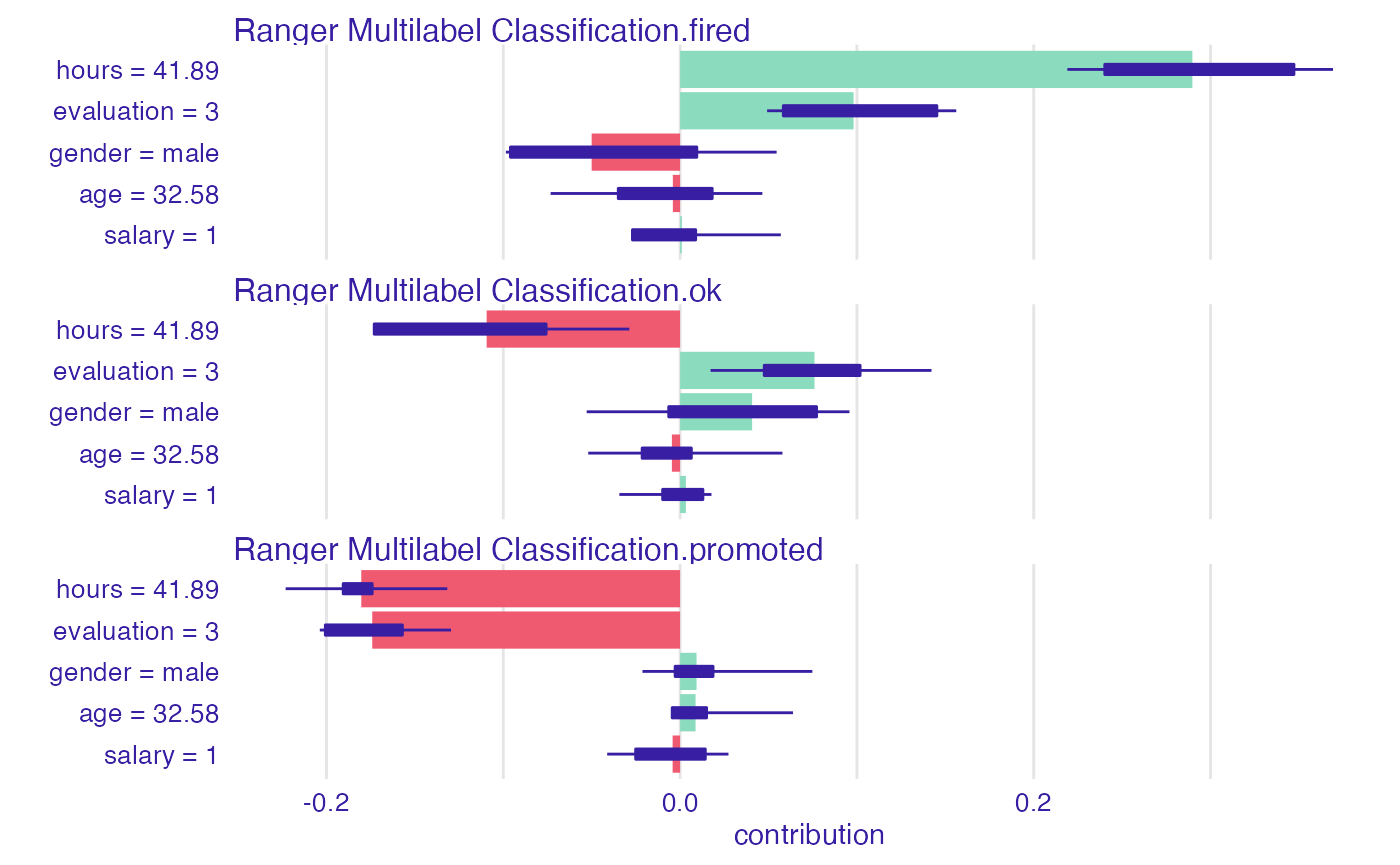 Ranger Multilabel Classification.fired
hours = 41.89
evaluation = 3
gender = male
age = 32.58
salary = 1
Ranger Multilabel Classification.ok
hours = 41.89
evaluation = 3
gender = male
age = 32.58
salary = 1
Ranger Multilabel Classification.promoted
hours = 41.89
evaluation = 3
gender = male
age = 32.58
salary = 1
-0.2 0.0 0.2
contribution